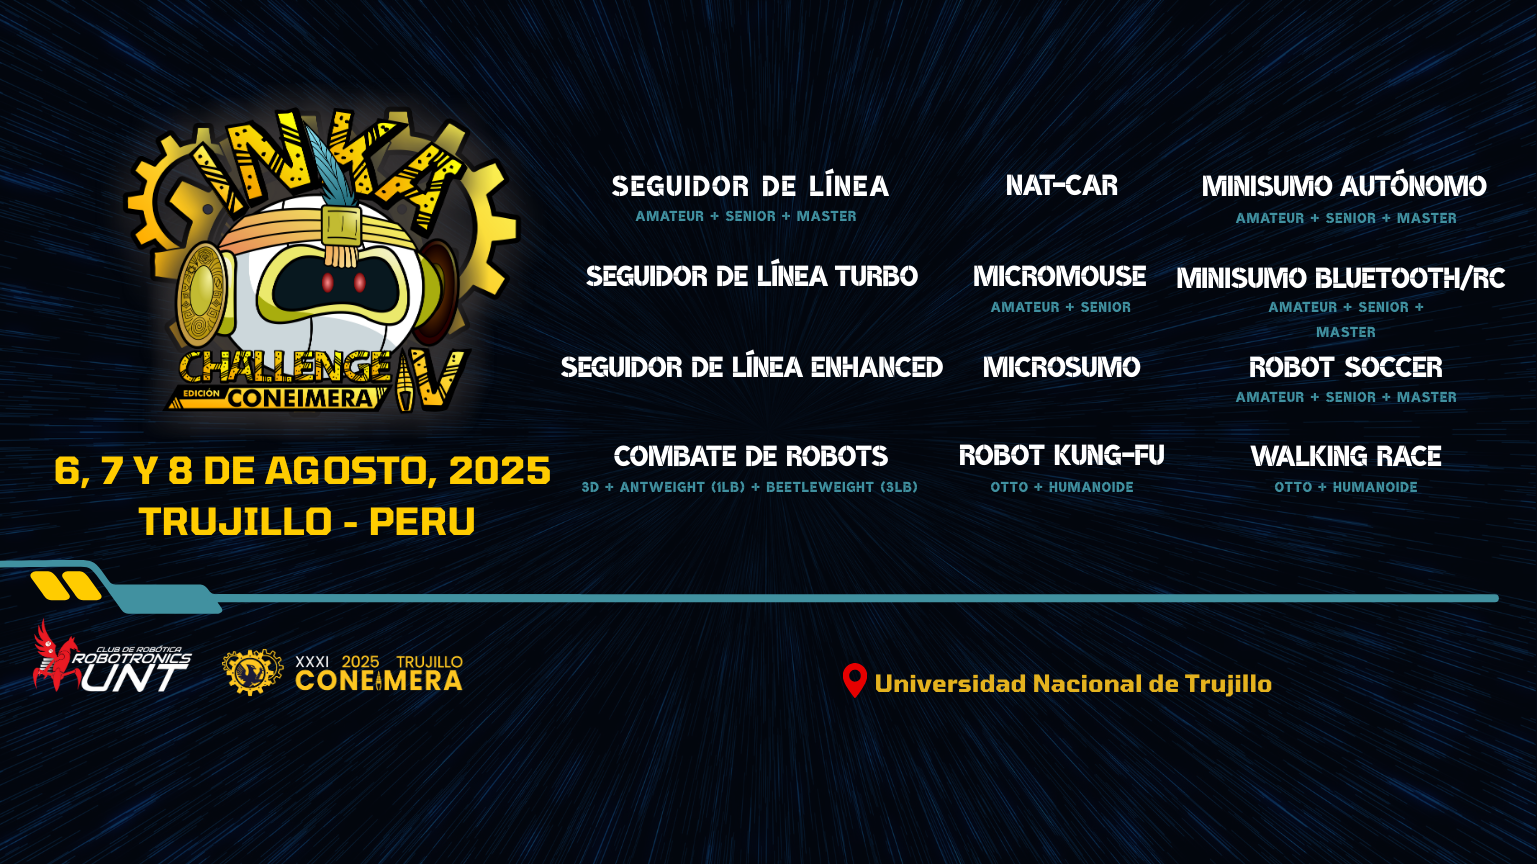 INKA
CHALLENGE IV
EDICIÓN CONEIMERA
6, 7 Y 8 DE AGOSTO, 2025
TRUJILLO - PERU
SEGUIDOR DE LÍNEA
AMATEUR + SENIOR + MASTER
NAT-CAR
MINISUMO AUTÓNOMO
AMATEUR + SENIOR + MASTER
SEGUIDOR DE LÍNEA TURBO
MICROMOUSE
AMATEUR + SENIOR
MINISUMO BLUETOOTH/RC
AMATEUR + SENIOR +
MASTER
SEGUIDOR DE LÍNEA ENHANCED
MICROSUMO
ROBOT SOCCER
AMATEUR + SENIOR + MASTER
COMBATE DE ROBOTS
3D + ANTWEIGHT (1LB) + BEETLEWEIGHT (3LB)
ROBOT KUNG-FU
OTTO + HUMANOIDE
WALKING RACE
OTTO + HUMANOIDE
CLUB DE ROBÓTICA
ROBOTRONICS
UNT
XXXI 2025 TRUJILLO
CONEIMERA
Universidad Nacional de Trujillo